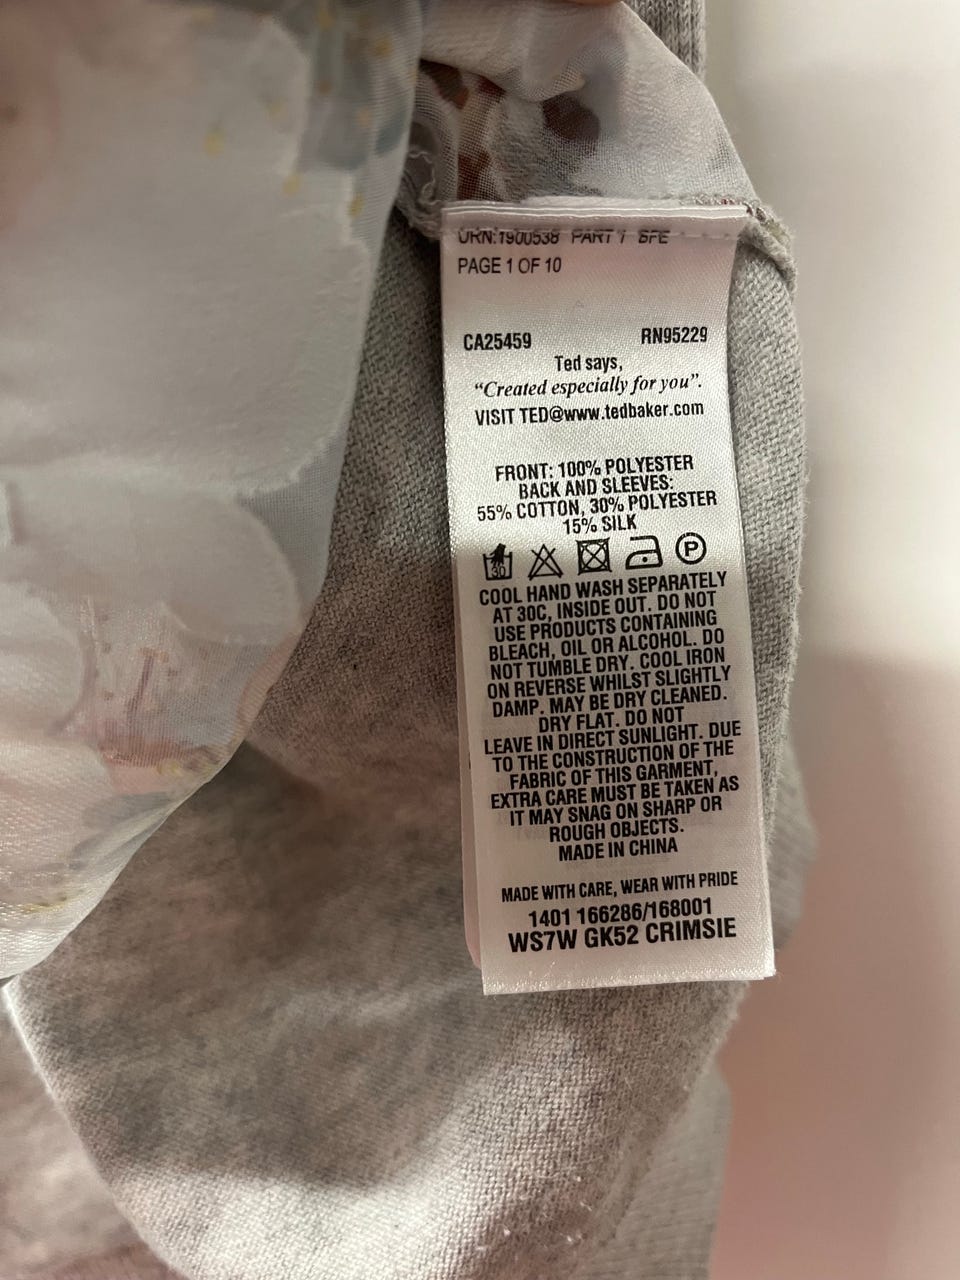 URN:1900538 PART 1 SFE
PAGE 1 OF 10
CA25459 RN95229
Ted says,
“Created especially for you”.
VISIT TED@www.tedbaker.com
FRONT: 100% POLYESTER
BACK AND SLEEVES:
55% COTTON, 30% POLYESTER
15% SILK
30 P
COOL HAND WASH SEPARATELY
AT 30C, INSIDE OUT. DO NOT
USE PRODUCTS CONTAINING
BLEACH, OIL OR ALCOHOL. DO
NOT TUMBLE DRY. COOL IRON
ON REVERSE WHILST SLIGHTLY
DAMP. MAY BE DRY CLEANED.
DRY FLAT. DO NOT
LEAVE IN DIRECT SUNLIGHT. DUE
TO THE CONSTRUCTION OF THE
FABRIC OF THIS GARMENT,
EXTRA CARE MUST BE TAKEN AS
IT MAY SNAG ON SHARP OR
ROUGH OBJECTS.
MADE IN CHINA
MADE WITH CARE, WEAR WITH PRIDE
1401 166286/168001
WS7W GK52 CRIMSIE